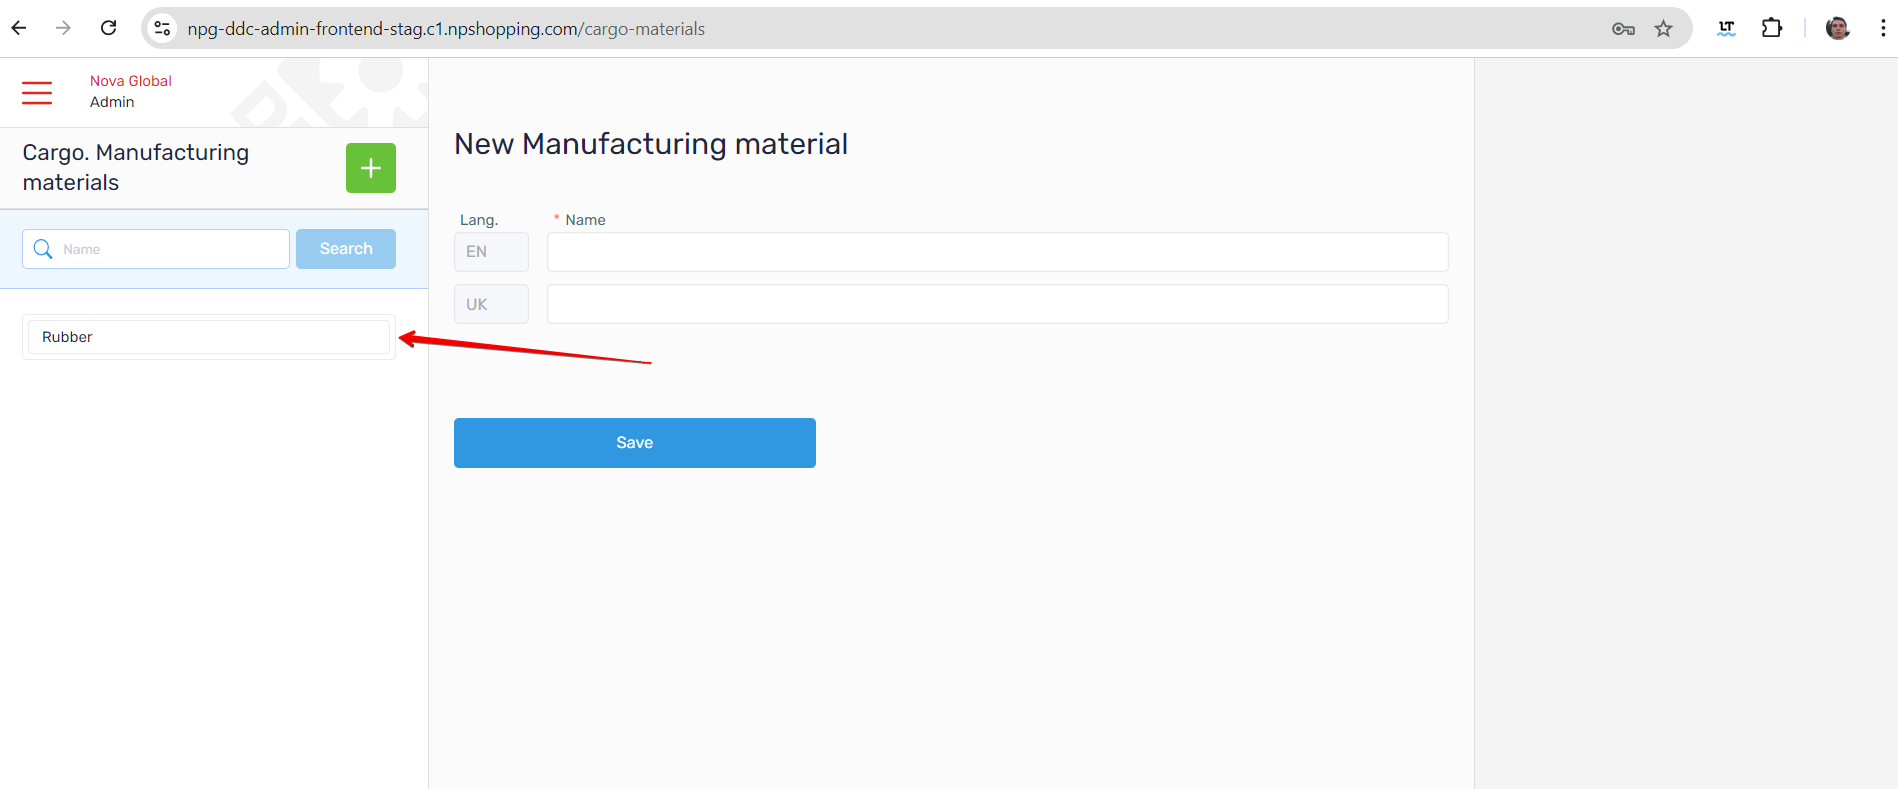 npg-ddc-admin-frontend-stag.c1.npshopping.com/cargo-materials
LT
Nova Global
Admin
Cargo. Manufacturing
materials
Name
Search
Rubber
New Manufacturing material
Lang.
* Name
EN
UK
Save